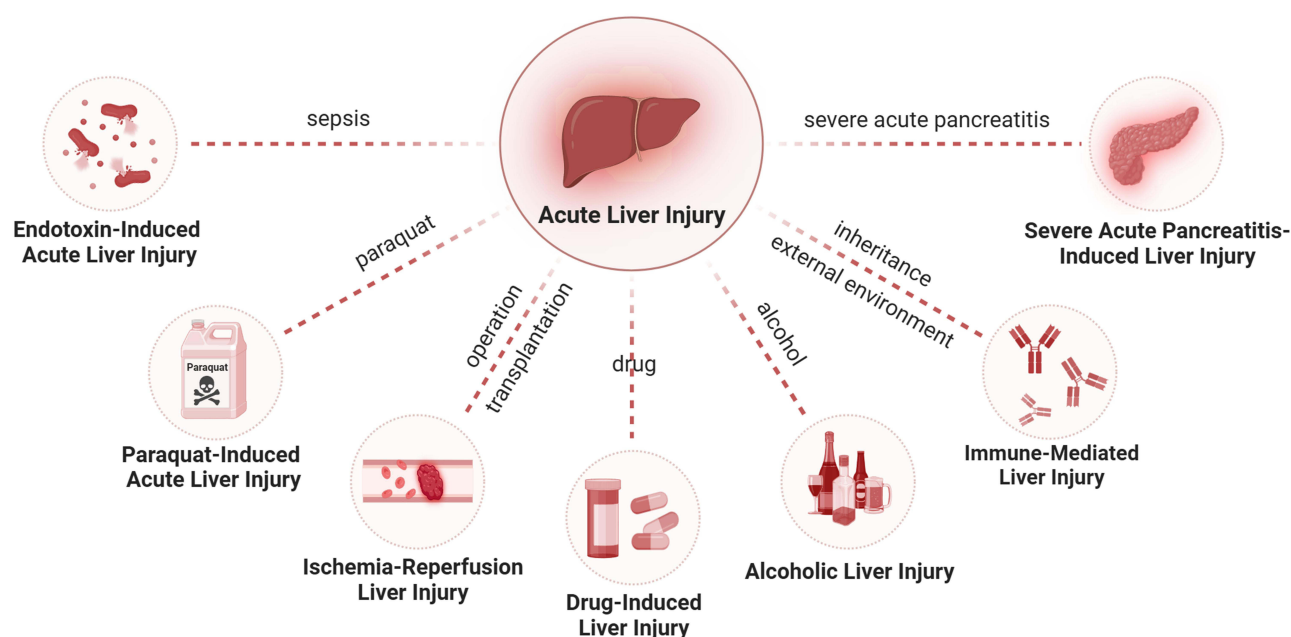 sepsis
severe acute pancreatitis
Acute Liver Injury
Endotoxin-Induced
Acute Liver Injury
Severe Acute Pancreatitis-
Induced Liver Injury
paraquat
inheritance
external environment
operation
transplantation
drug
alcohol
Paraquat
Paraquat-Induced
Acute Liver Injury
Immune-Mediated
Liver Injury
Ischemia-Reperfusion
Liver Injury
Alcoholic Liver Injury
Drug-Induced
Liver Injury